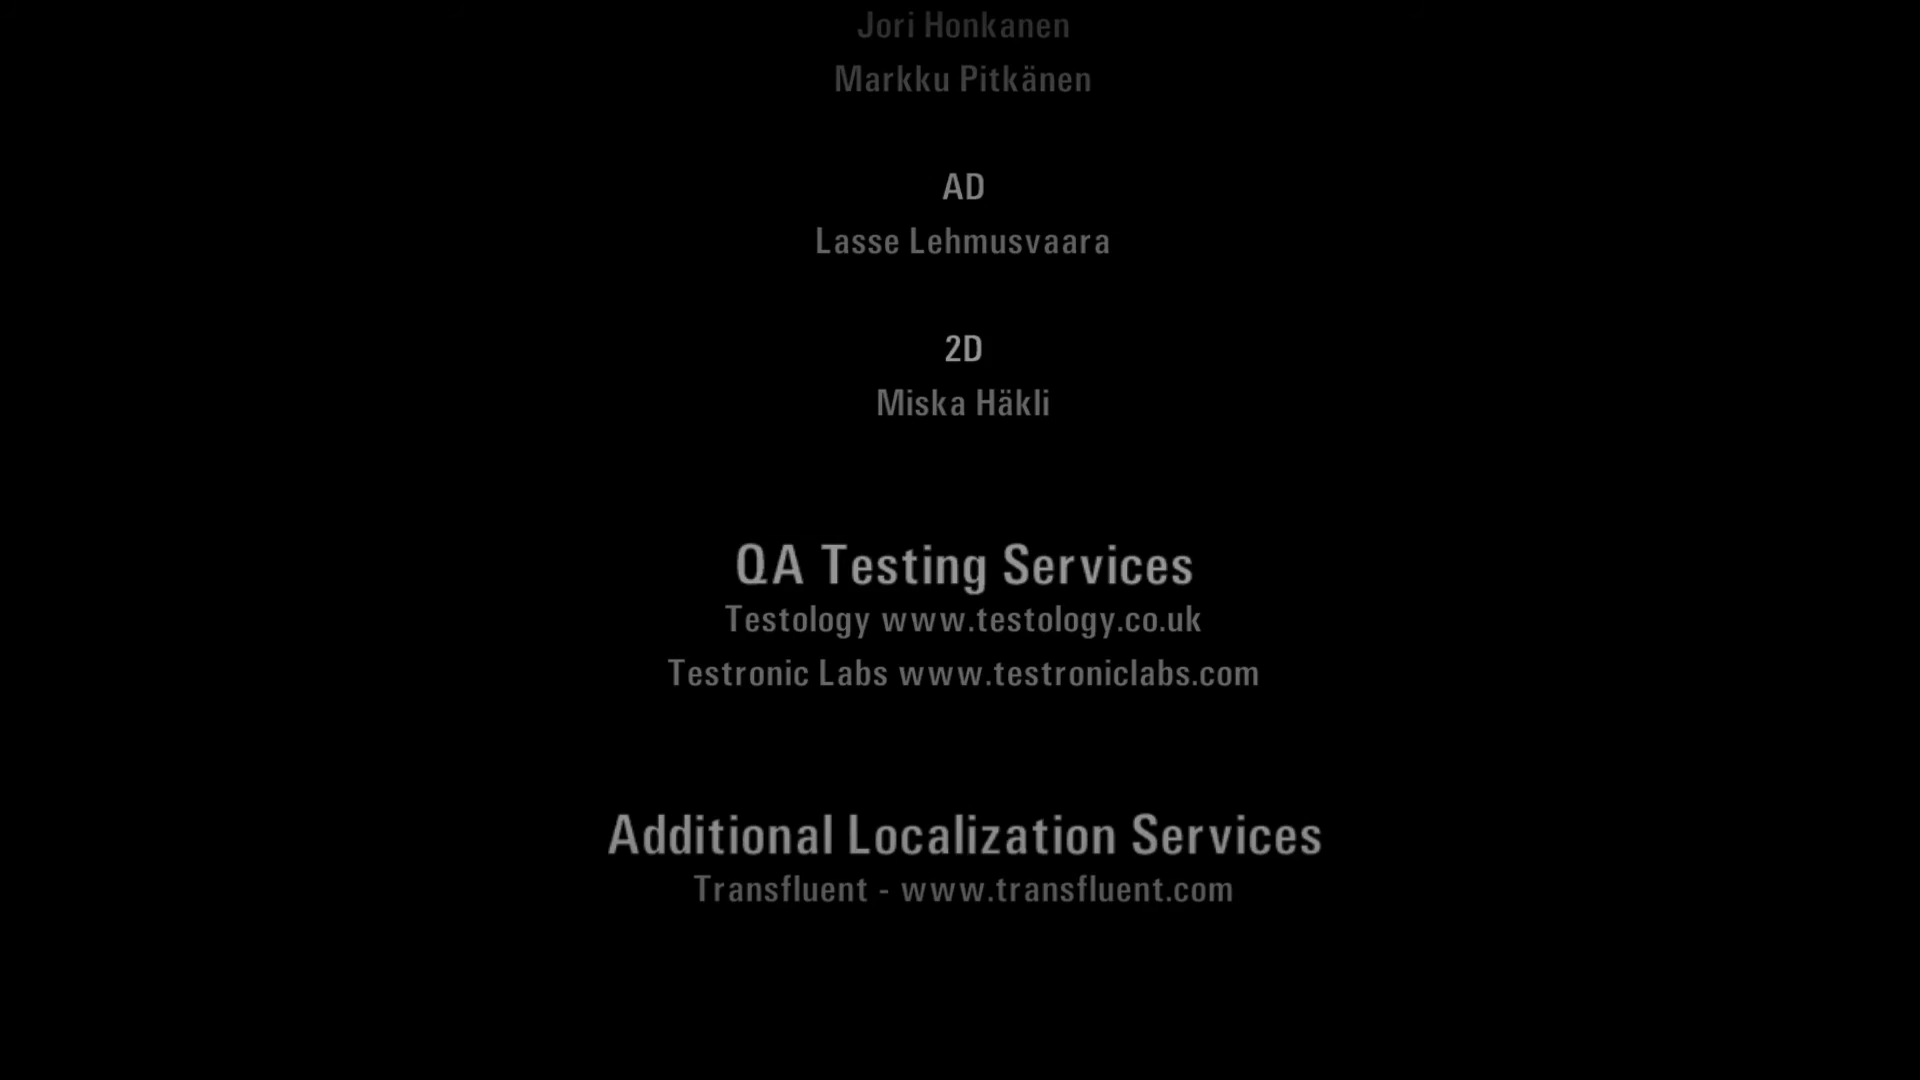 Jori Honkanen
Markku Pitkänen
AD
Lasse Lehmusvaara
2D
Miska Häkli
QA Testing Services
Testology www.testology.co.uk
Testronic Labs www.testroniclabs.com
Additional Localization Services
Transfluent - www.transfluent.com